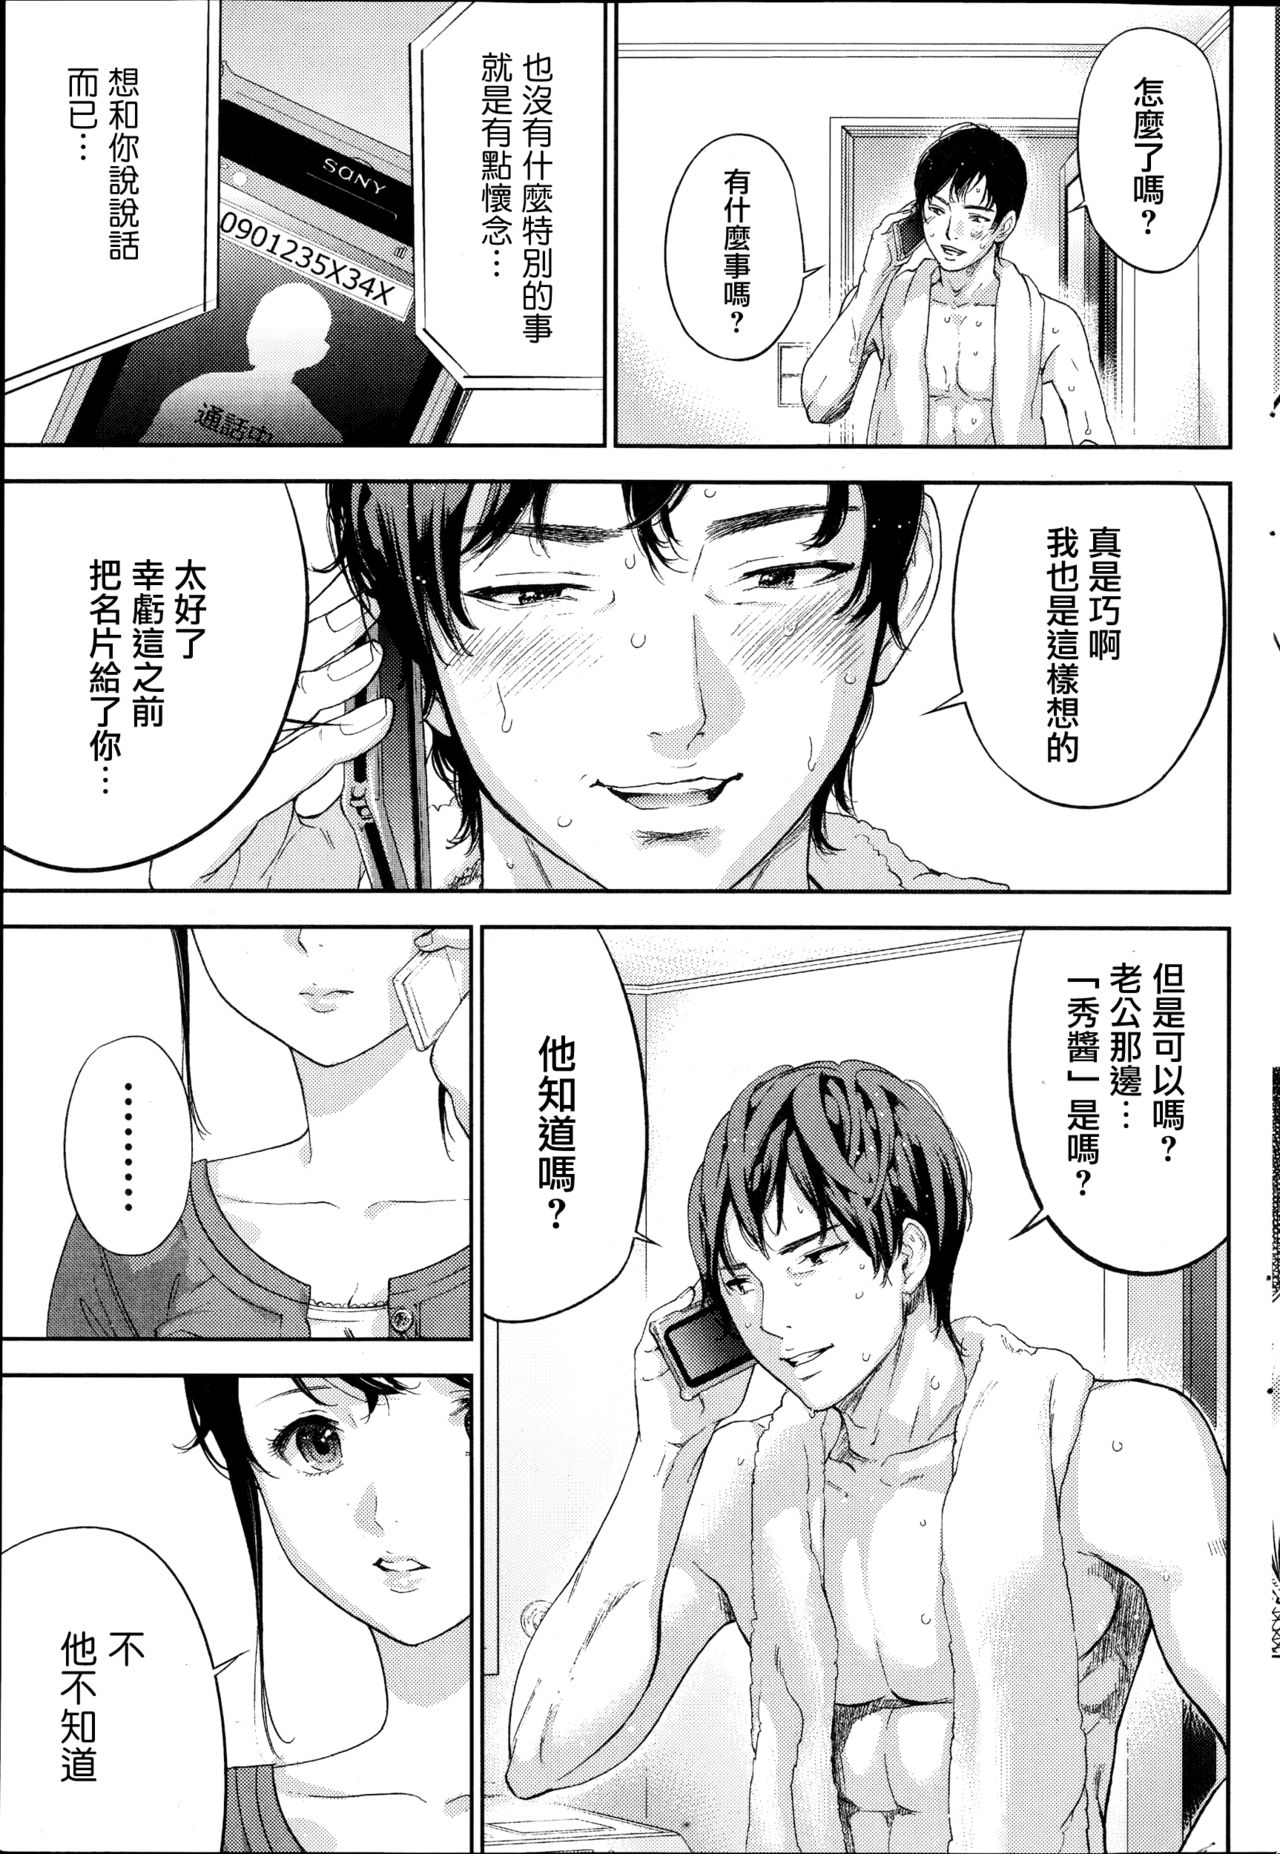 怎麼了嗎？
有什麼事嗎？
也沒有什麼特別的事
就是有點懷念…
SONY
0901235X34X
通話中
想和你說說話
而已…
真是巧啊
我也是這樣想的
太好了
幸虧這之前
把名片給了你…
但是可以嗎？
老公那邊…
「秀醬」是嗎？
他知道嗎？
………
不
他不知道